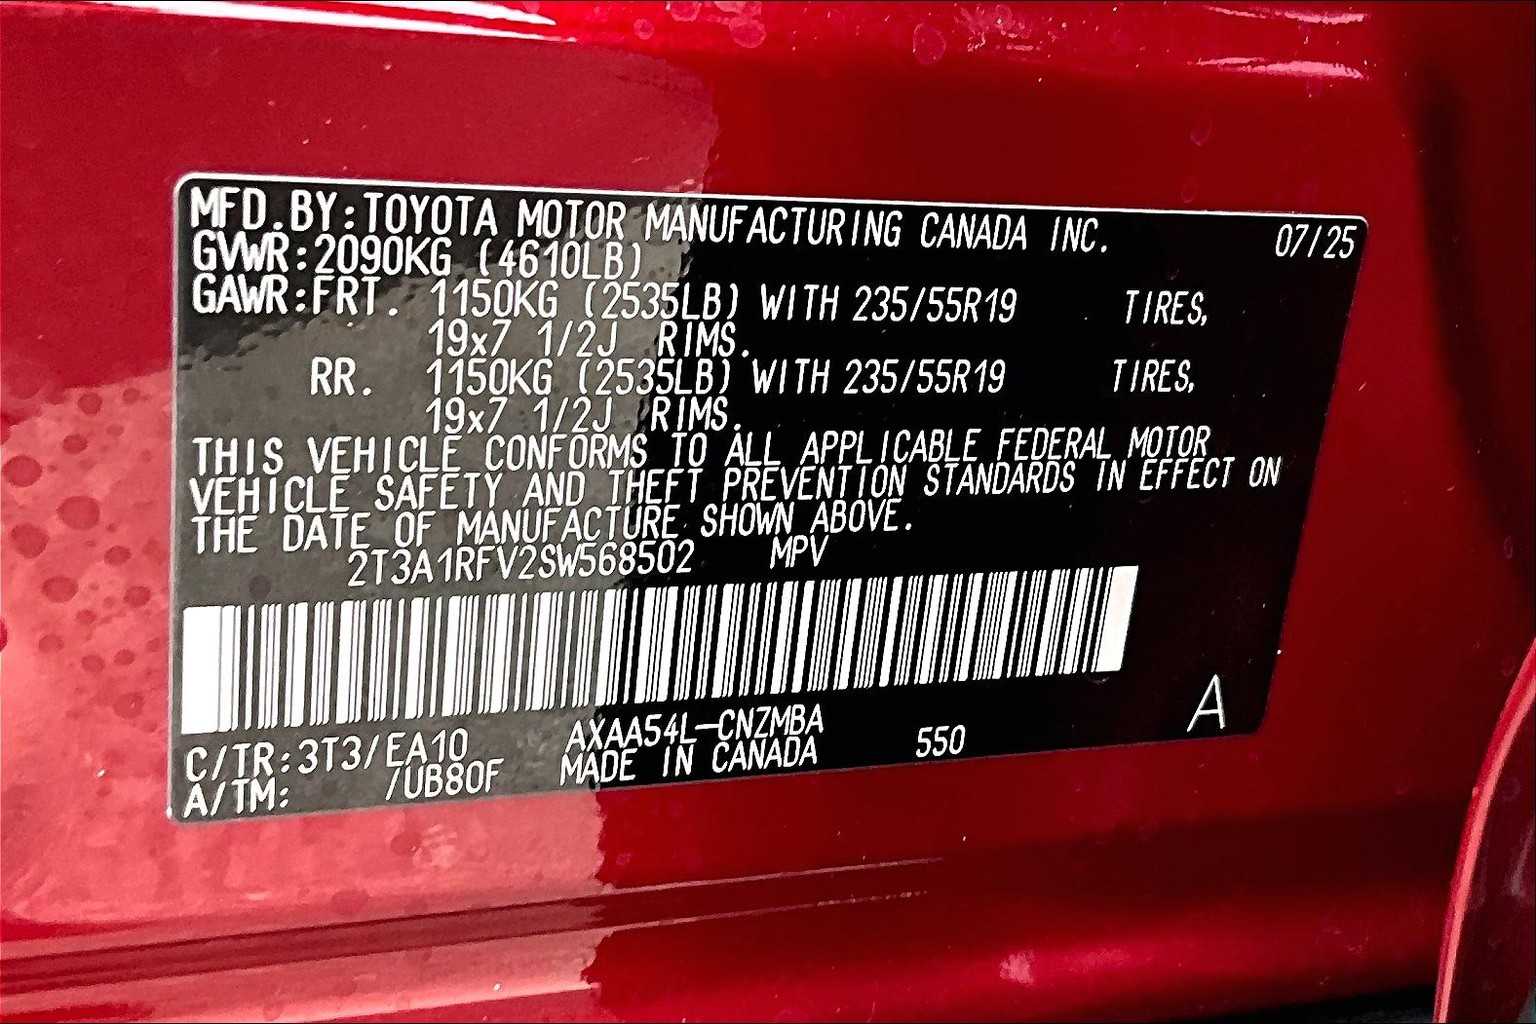 MFD.BY:TOYOTA MOTOR MANUFACTURING CANADA INC. 07/25
GVWR:2090KG (4610LB)
GAWR:FRT. 1150KG (2535LB) WITH 235/55R19 TIRES,
19x7 1/2J RIMS.
RR. 1150KG (2535LB) WITH 235/55R19 TIRES,
19x7 1/2J RIMS.
THIS VEHICLE CONFORMS TO ALL APPLICABLE FEDERAL MOTOR
VEHICLE SAFETY AND THEFT PREVENTION STANDARDS IN EFFECT ON
THE DATE OF MANUFACTURE SHOWN ABOVE.
2T3A1RFV2SW568502 MPV
C/TR:3T3/EA10 AXAA54L-CNZMBA 550 A
A/TM: /UB80F MADE IN CANADA